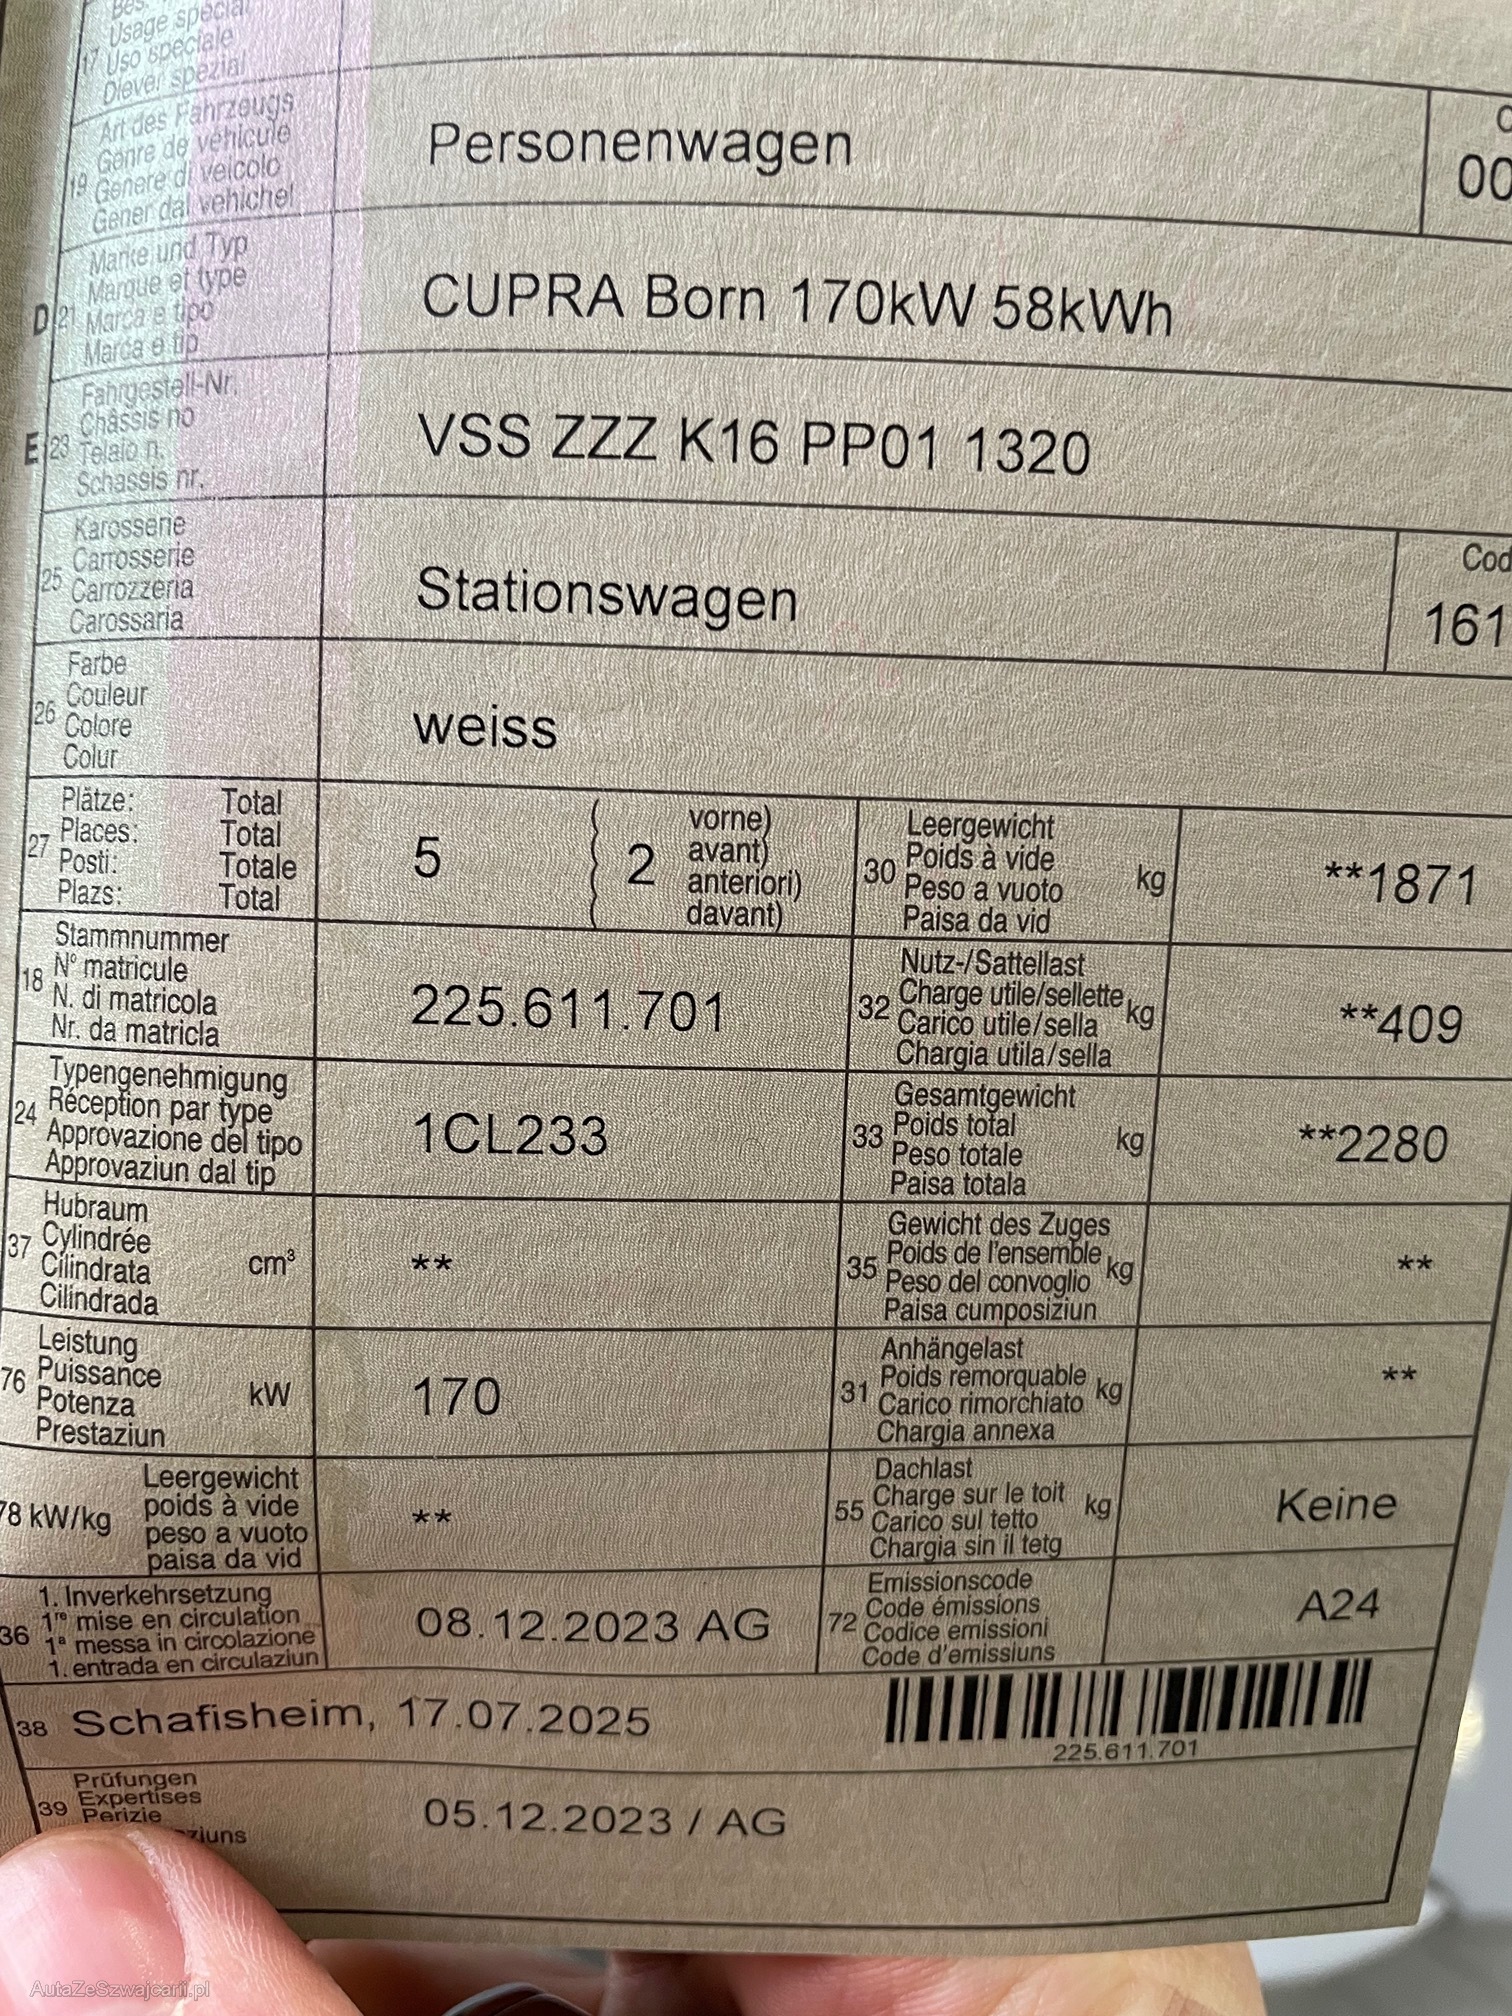 Bes.
Usage spécial
17 Uso speciale
Diever spezial
Art des Fahrzeugs
Genre de véhicule
19 Genere di veicolo
Gener dal vehichel
Personenwagen
00
Marke und Typ
Marque et type
D 21 Marca e tipo
Marca e tip
CUPRA Born 170kW 58kWh
Fahrgestell-Nr.
Châssis no
E 23 Telaio n.
Schassis nr.
VSS ZZZ K16 PP01 1320
Karosserie
Carrosserie
25 Carrozzeria
Carossaria
Stationswagen
Cod
161
Farbe
26 Couleur
Colore
Colur
weiss
Plätze: Total
27 Places: Total
Posti: Totale
Plazs: Total
5 ( 2
vorne)
avant)
anteriori)
davant)
Leergewicht
30 Poids à vide kg
Peso a vuoto
Paisa da vid
**1871
Stammnummer
18 N° matricule
N. di matricola
Nr. da matricla
225.611.701
Nutz-/Sattellast
32 Charge utile/sellette kg
Carico utile/sella
Chargia utila/sella
**409
Typengenehmigung
24 Réception par type
Approvazione del tipo
Approvaziun dal tip
1CL233
Gesamtgewicht
33 Poids total kg
Peso totale
Paisa totala
**2280
Hubraum
37 Cylindrée cm³
Cilindrata
Cilindrada
**
Gewicht des Zuges
35 Poids de l'ensemble kg
Peso del convoglio
Paisa cumposiziun
**
Leistung
76 Puissance kW
Potenza
Prestaziun
170
Anhängelast
31 Poids remorquable kg
Carico rimorchiato
Chargia annexa
**
Leergewicht
78 kW/kg poids à vide
peso a vuoto
paisa da vid
**
Dachlast
55 Charge sur le toit kg
Carico sul tetto
Chargia sin il tetg
Keine
1. Inverkehrsetzung
36 1re mise en circulation
1a messa in circolazione
1. entrada en circulaziun
08.12.2023 AG
Emissionscode
72 Code émissions
Codice emissioni
Code d'emissiuns
A24
38 Schafisheim, 17.07.2025
225.611.701
Prüfungen
39 Expertises
Perizie
ziuns
05.12.2023 / AG
AutaZeSzwajcarii.pl